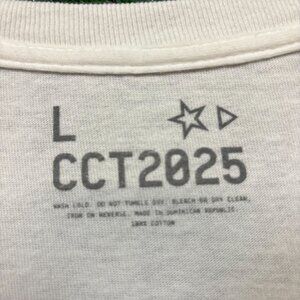 L
CCT2025
WASH COLD. DO NOT TUMBLE DRY. BLEACH OR DRY CLEAN.
IRON ON REVERSE. MADE IN DOMINICAN REPUBLIC.
100% COTTON